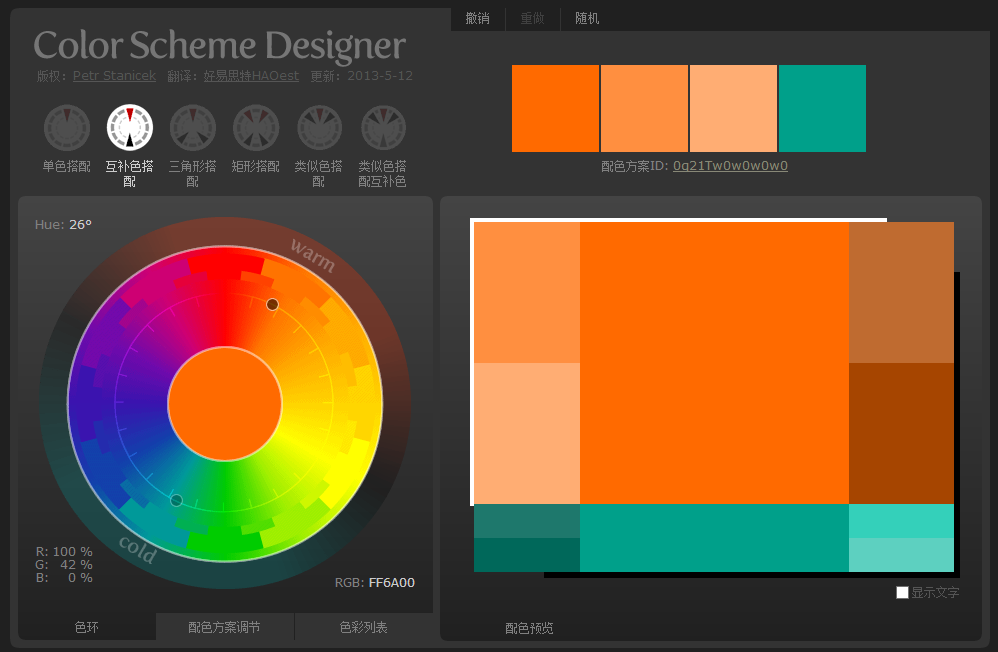 撤销 重做 随机
Color Scheme Designer
版权: Petr Stanicek 翻译: 好易思特HAOest 更新: 2013-5-12
单色搭配 互补色搭配 三角形搭配 矩形搭配 类似色搭配 类似色搭配互补色
配色方案ID: 0q21Tw0w0w0w0
Hue: 26°
warm
cold
R: 100 %
G: 42 %
B: 0 %
RGB: FF6A00
显示文字
色环 配色方案调节 色彩列表
配色预览